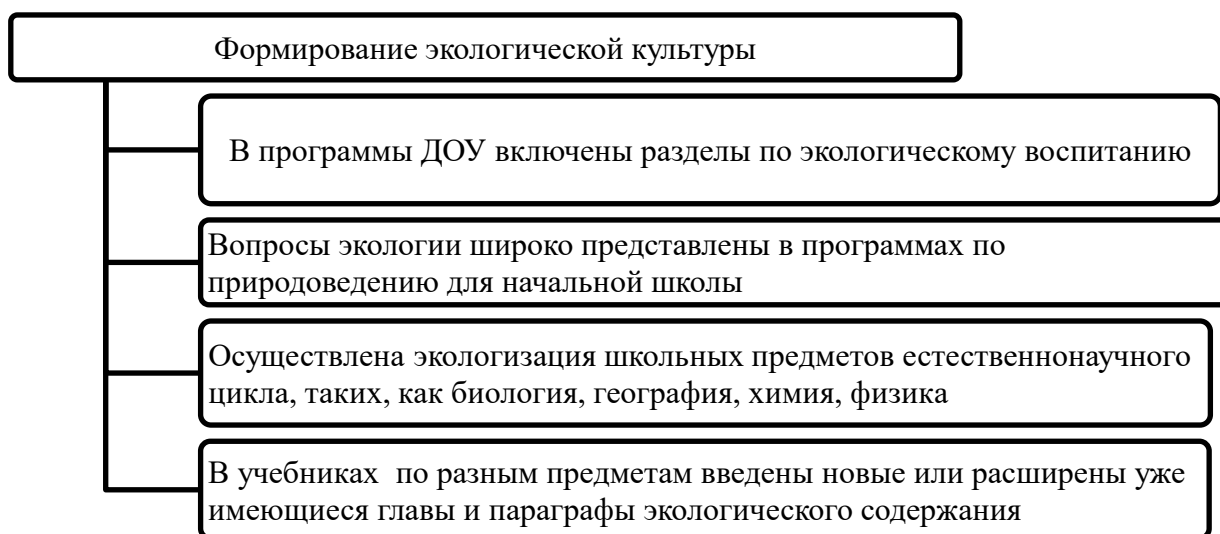 Формирование экологической культуры
В программы ДОУ включены разделы по экологическому воспитанию
Вопросы экологии широко представлены в программах по
природоведению для начальной школы
Осуществлена экологизация школьных предметов естественнонаучного
цикла, таких, как биология, география, химия, физика
В учебниках  по разным предметам введены новые или расширены уже
имеющиеся главы и параграфы экологического содержания